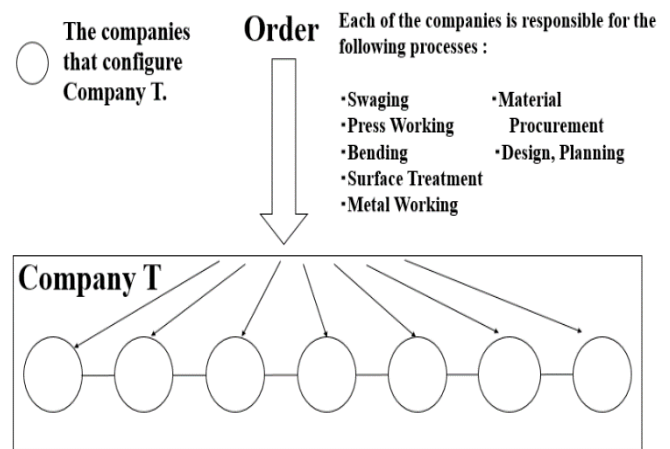 The companies
that configure
Company T.
Order
Each of the companies is responsible for the
following processes :
・Swaging
・Press Working
・Bending
・Surface Treatment
・Metal Working
・Material
Procurement
・Design, Planning
Company T